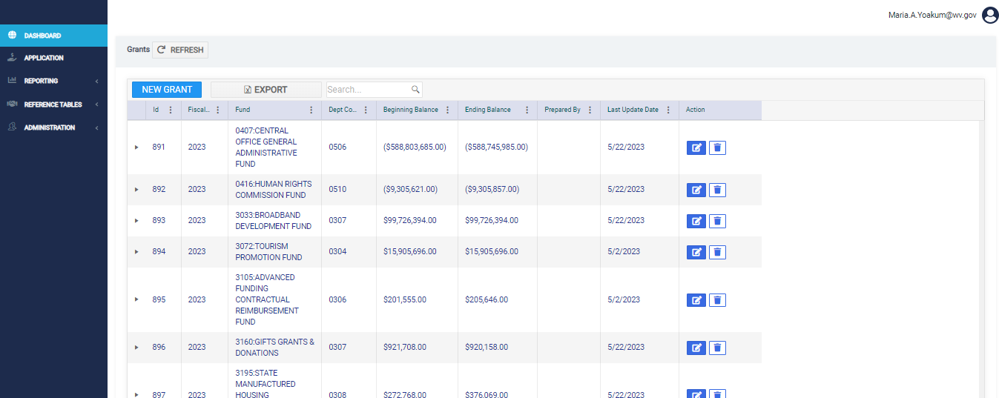 Maria.A.Yoakum@wv.gov
DASHBOARD
APPLICATION
REPORTING
REFERENCE TABLES
ADMINISTRATION
Grants REFRESH
NEW GRANT EXPORT Search...
Id Fiscal... Fund Dept Co... Beginning Balance Ending Balance Prepared By Last Update Date Action
0407:CENTRAL
OFFICE GENERAL
891 2023 ADMINISTRATIVE 0506 ($588,803,685.00) ($588,745,985.00) 5/22/2023
FUND
0416:HUMAN RIGHTS
892 2023 COMMISSION FUND 0510 ($9,305,621.00) ($9,305,857.00) 5/22/2023
3033:BROADBAND
893 2023 DEVELOPMENT FUND 0307 $99,726,394.00 $99,726,394.00 5/22/2023
3072:TOURISM
894 2023 PROMOTION FUND 0304 $15,905,696.00 $15,905,696.00 5/2/2023
3105:ADVANCED
FUNDING
895 2023 CONTRACTUAL 0306 $201,555.00 $205,646.00 5/2/2023
REIMBURSEMENT
FUND
3160:GIFTS GRANTS &
896 2023 DONATIONS 0307 $921,708.00 $920,158.00 5/22/2023
3195:STATE
MANUFACTURED
897 2023 HOUSING 0308 $272,768.00 $376,069.00 5/22/2023